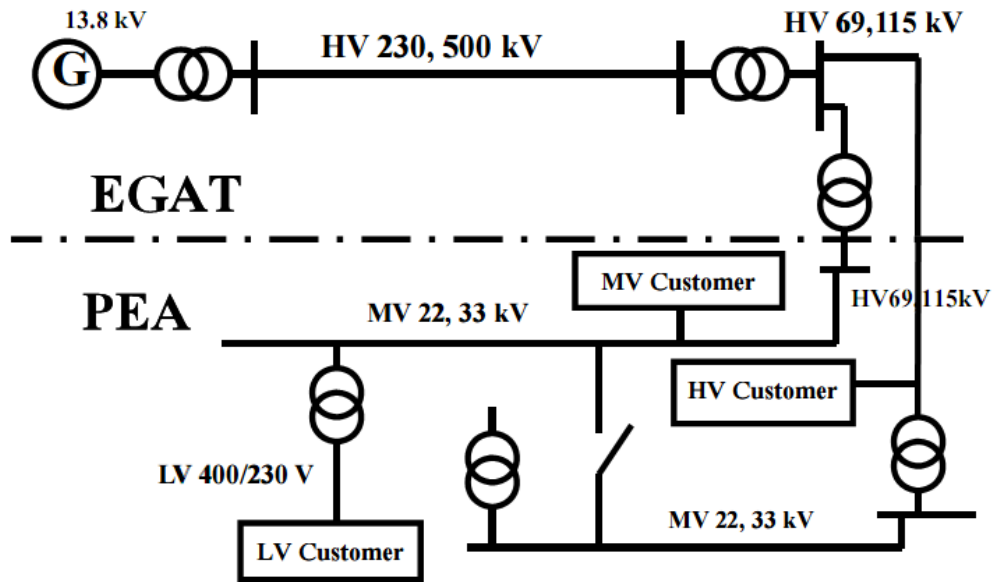 13.8 kV
G
HV 230, 500 kV
HV 69,115 kV
EGAT
PEA
MV Customer
HV69,115kV
MV 22, 33 kV
HV Customer
LV 400/230 V
MV 22, 33 kV
LV Customer